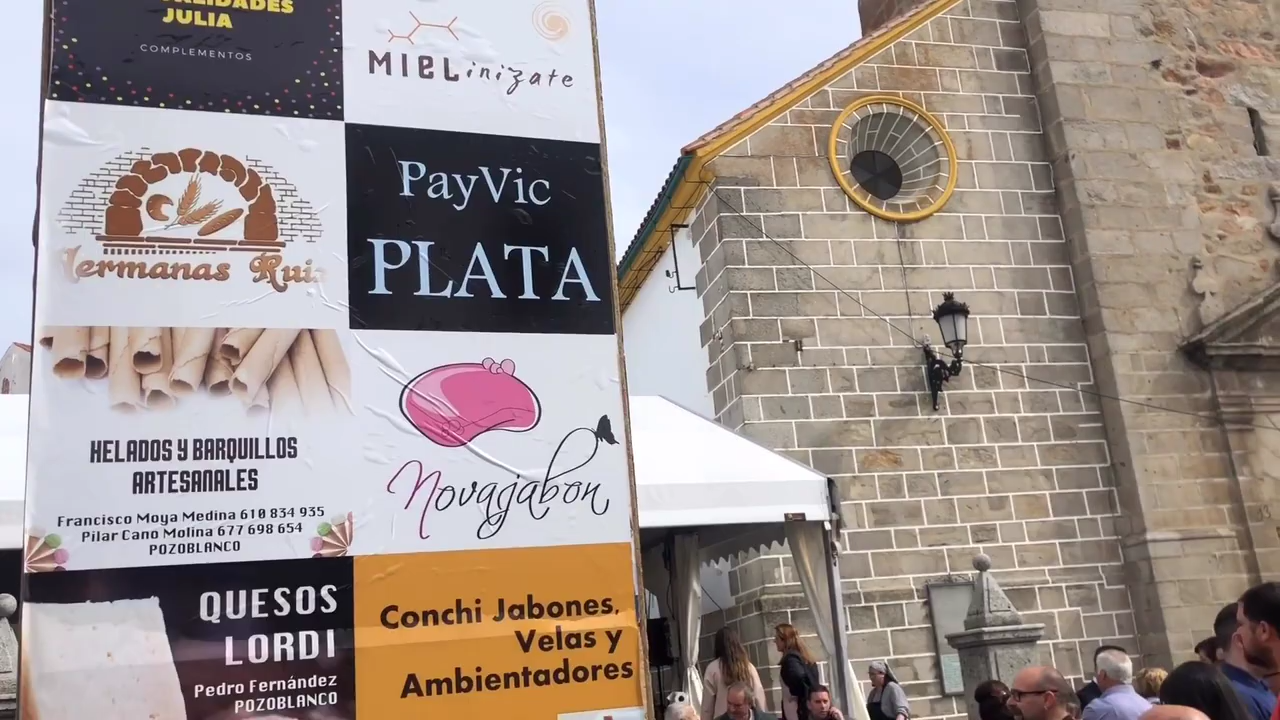 JULIA
COMPLEMENTOS
MIELinizate
Hermanas Ruiz
PayVic
PLATA
HELADOS Y BARQUILLOS
ARTESANALES
Francisco Moya Medina 610 834 935
Pilar Cano Molina 677 698 654
POZOBLANCO
Novajabon
QUESOS
LORDI
Pedro Fernández
POZOBLANCO
Conchi Jabones,
Velas y
Ambientadores